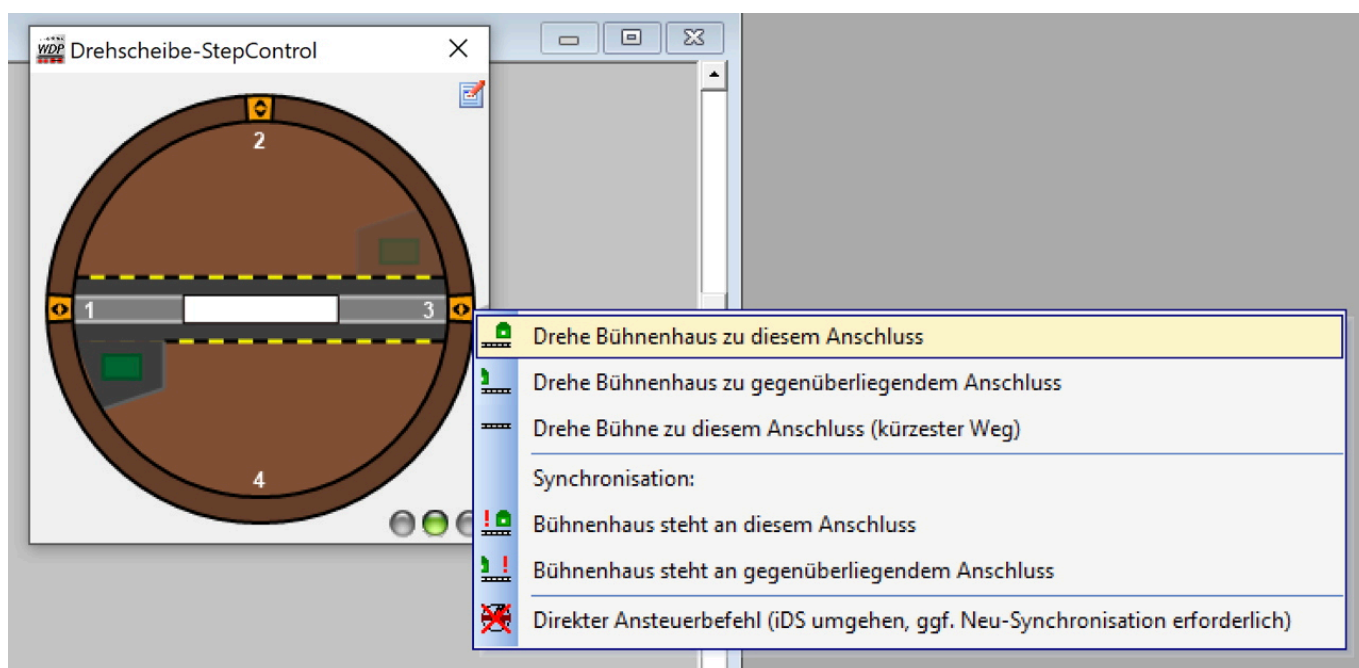 WDP Drehscheibe-StepControl
2
1
3
4
Drehe Bühnenhaus zu diesem Anschluss
Drehe Bühnenhaus zu gegenüberliegendem Anschluss
Drehe Bühne zu diesem Anschluss (kürzester Weg)
Synchronisation:
Bühnenhaus steht an diesem Anschluss
Bühnenhaus steht an gegenüberliegendem Anschluss
Direkter Ansteuerbefehl (iDS umgehen, ggf. Neu-Synchronisation erforderlich)